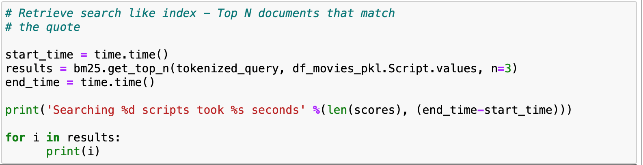 # Retrieve search like index – Top N documents that match
# the quote
start_time = time.time()
results = bm25.get_top_n(tokenized_query, df_movies_pkl.Script.values, n=3)
end_time = time.time()
print('Searching %d scripts took %s seconds' %(len(scores), (end_time-start_time)))
for i in results:
print(i)